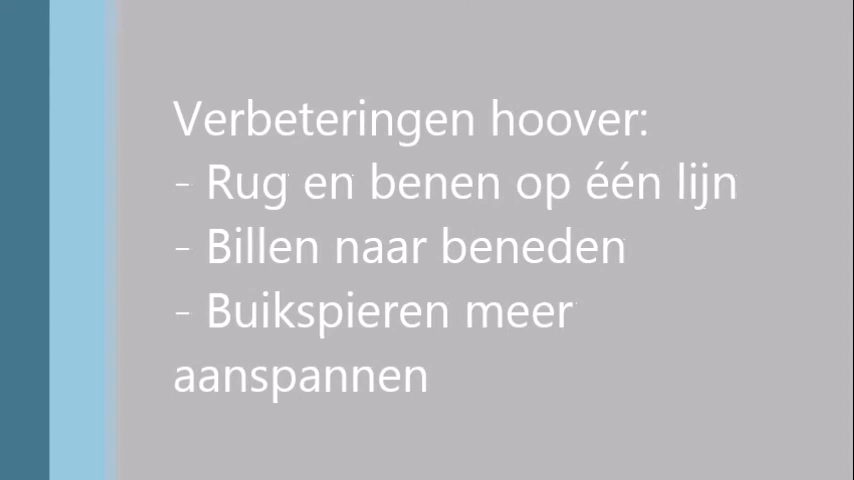 Verbeteringen hoover:
- Rug en benen op één lijn
- Billen naar beneden
- Buikspieren meer
aanspannen